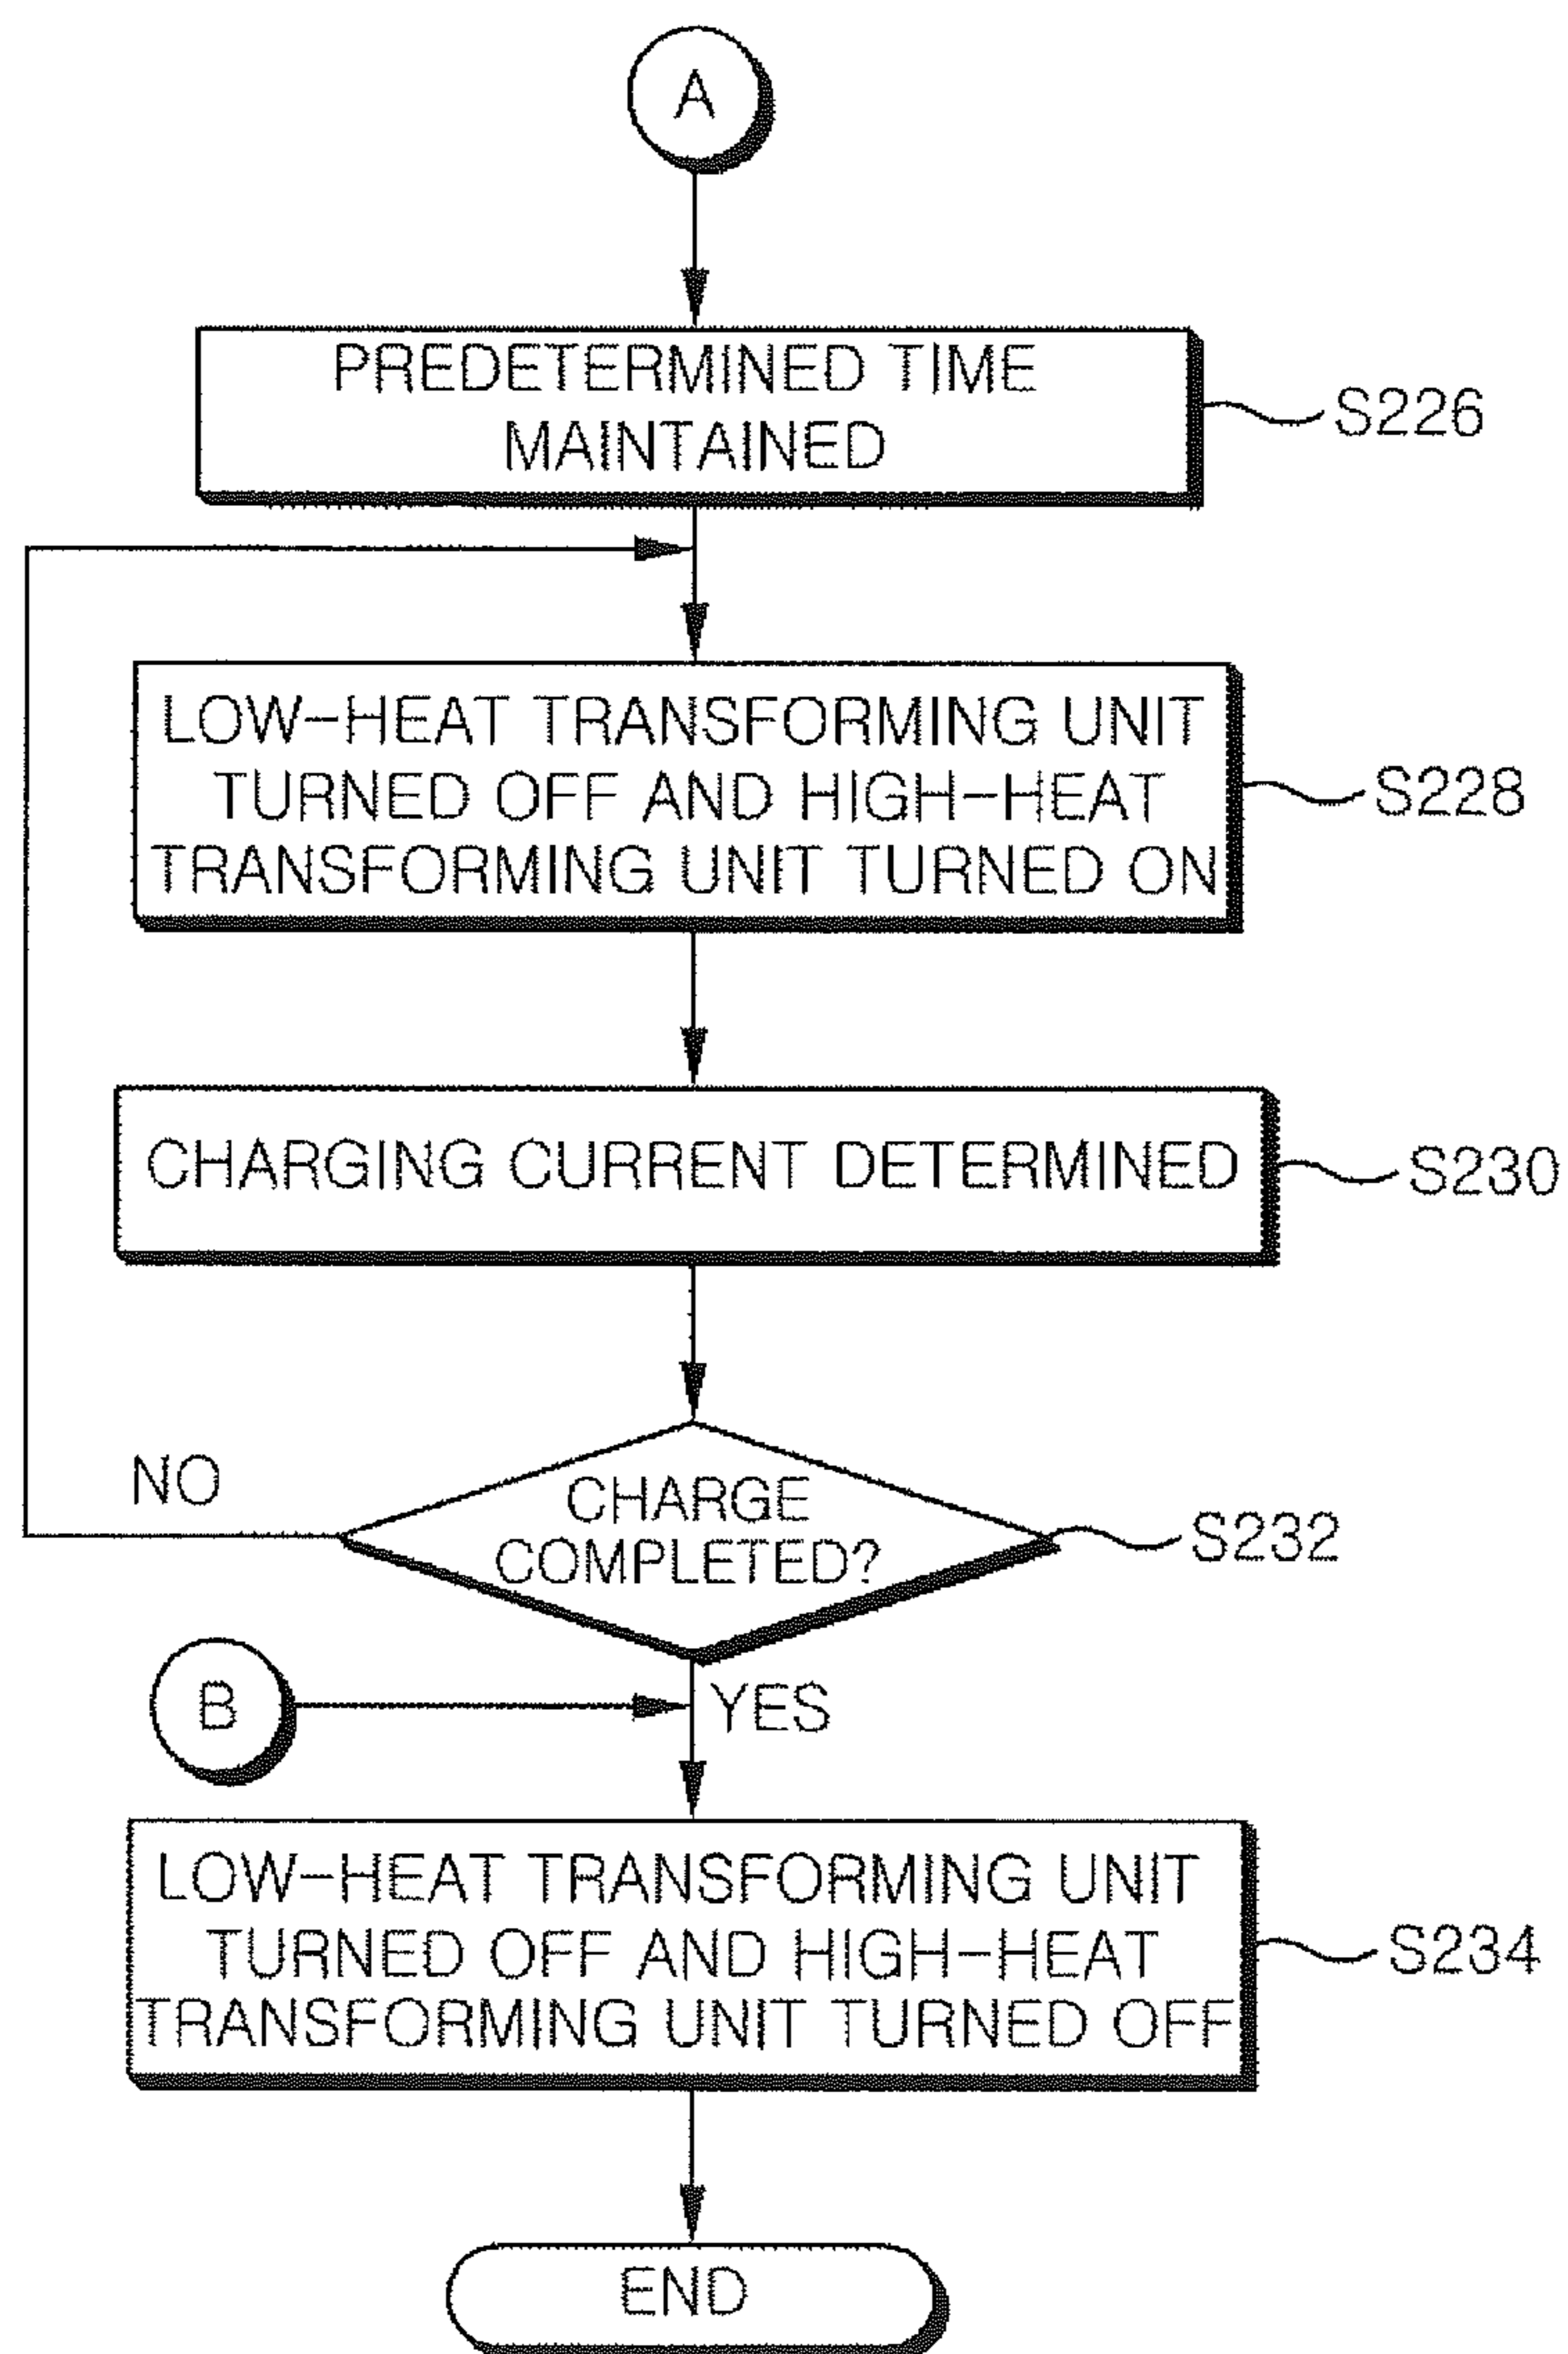 A
PREDETERMINED TIME
MAINTAINED
S226
LOW-HEAT TRANSFORMING UNIT
TURNED OFF AND HIGH-HEAT
TRANSFORMING UNIT TURNED ON
S228
CHARGING CURRENT DETERMINED
S230
NO
CHARGE
COMPLETED?
S232
B
YES
LOW-HEAT TRANSFORMING UNIT
TURNED OFF AND HIGH-HEAT
TRANSFORMING UNIT TURNED OFF
S234
END